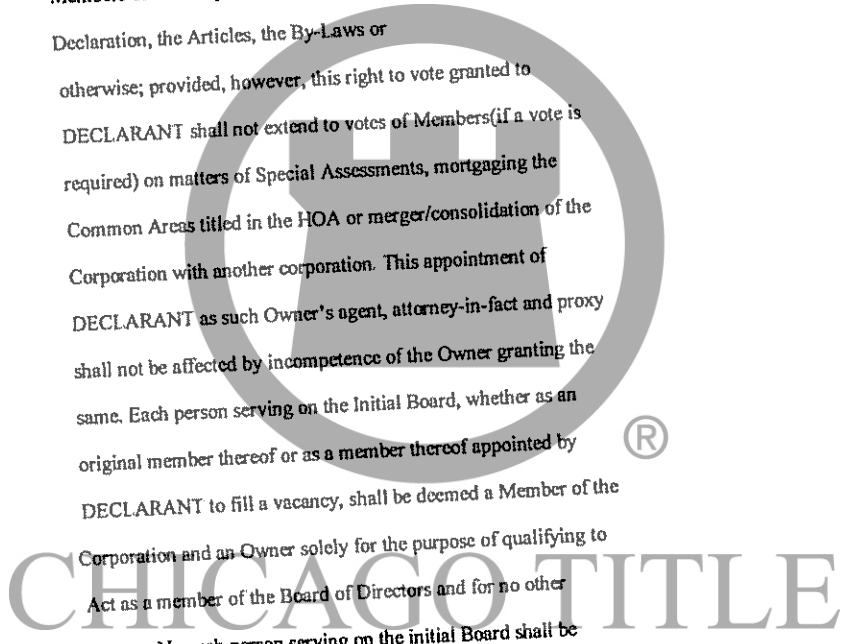 Declaration, the Articles, the By-Laws or
otherwise; provided, however, this right to vote granted to
DECLARANT shall not extend to votes of Members(if a vote is
required) on matters of Special Assessments, mortgaging the
Common Areas titled in the HOA or merger/consolidation of the
Corporation with another corporation. This appointment of
DECLARANT as such Owner's agent, attorney-in-fact and proxy
shall not be affected by incompetence of the Owner granting the
same. Each person serving on the Initial Board, whether as an
original member thereof or as a member thereof appointed by
®
DECLARANT to fill a vacancy, shall be deemed a Member of the
Corporation and an Owner solely for the purpose of qualifying to
CHICAGO TITLE
Act as a member of the Board of Directors and for no other
such person serving on the initial Board shall be